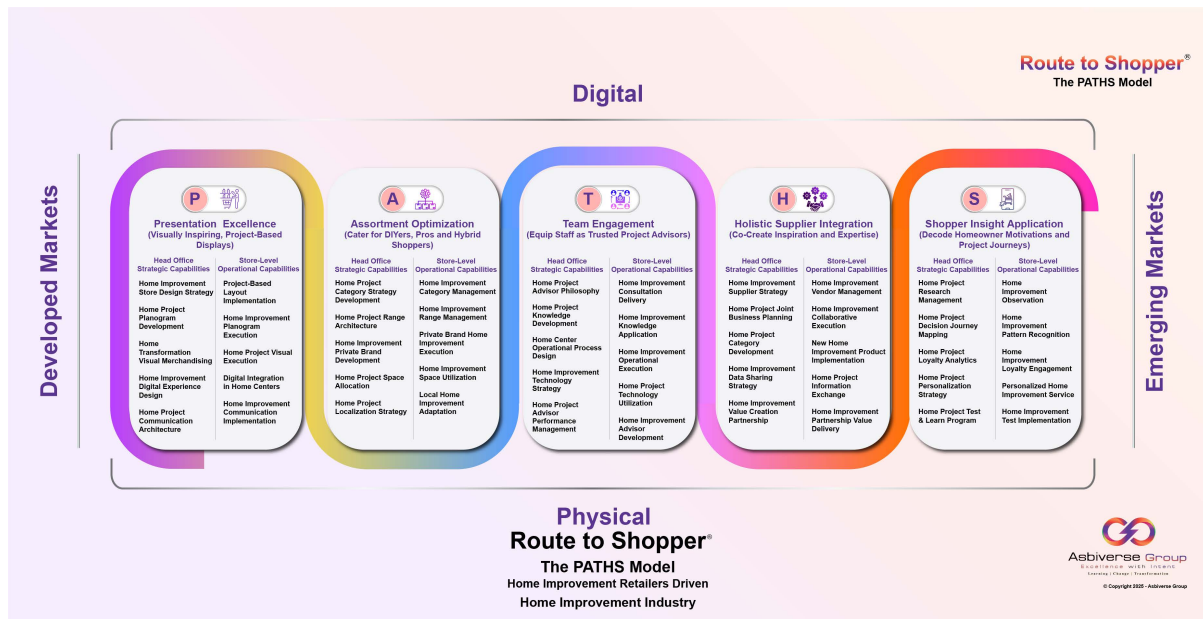 Route to Shopper®
The PATHS Model
Digital
Developed Markets
Emerging Markets
P
Presentation Excellence
(Visually Inspiring, Project-Based
Displays)
Head Office
Strategic Capabilities
Home Improvement
Store Design Strategy
Home Project
Planogram
Development
Home
Transformation
Visual Merchandising
Home Improvement
Digital Experience
Design
Home Project
Communication
Architecture
Store-Level
Operational Capabilities
Project-Based
Layout
Implementation
Home Improvement
Planogram
Execution
Home Project Visual
Execution
Digital Integration
in Home Centers
Home Improvement
Communication
Implementation
A
Assortment Optimization
(Cater for DIYers, Pros and Hybrid
Shoppers)
Head Office
Strategic Capabilities
Home Project
Category Strategy
Development
Home Project Range
Architecture
Home Improvement
Private Brand
Development
Home Project Space
Allocation
Home Project
Localization Strategy
Store-Level
Operational Capabilities
Home Improvement
Category Management
Home Improvement
Range Management
Private Brand Home
Improvement
Execution
Home Improvement
Space Utilization
Local Home
Improvement
Adaptation
T
Team Engagement
(Equip Staff as Trusted Project Advisors)
Head Office
Strategic Capabilities
Home Project
Advisor Philosophy
Home Project
Knowledge
Development
Home Center
Operational Process
Design
Home Improvement
Technology
Strategy
Home Project
Advisor
Performance
Management
Store-Level
Operational Capabilities
Home Improvement
Consultation
Delivery
Home Improvement
Knowledge
Application
Home Improvement
Operational
Execution
Home Project
Technology
Utilization
Home Improvement
Advisor
Development
H
Holistic Supplier Integration
(Co-Create Inspiration and Expertise)
Head Office
Strategic Capabilities
Home Improvement
Supplier Strategy
Home Project Joint
Business Planning
Home Project
Category
Development
Home Improvement
Data Sharing
Strategy
Home Improvement
Value Creation
Partnership
Store-Level
Operational Capabilities
Home Improvement
Vendor Management
Home Improvement
Collaborative
Execution
New Home
Improvement Product
Implementation
Home Project
Information
Exchange
Home Improvement
Partnership Value
Delivery
S
Shopper Insight Application
(Decode Homeowner Motivations and
Project Journeys)
Head Office
Strategic Capabilities
Home Project
Research
Management
Home Project
Decision Journey
Mapping
Home Project
Loyalty Analytics
Home Project
Personalization
Strategy
Home Project Test
& Learn Program
Store-Level
Operational Capabilities
Home
Improvement
Observation
Home
Improvement
Pattern Recognition
Home
Improvement
Loyalty Engagement
Personalized Home
Improvement Service
Home Improvement
Test Implementation
Physical
Route to Shopper®
The PATHS Model
Home Improvement Retailers Driven
Home Improvement Industry
Asbiverse Group
Excellence with Intent
Learning | Change | Transformation
© Copyright 2025 - Asbiverse Group